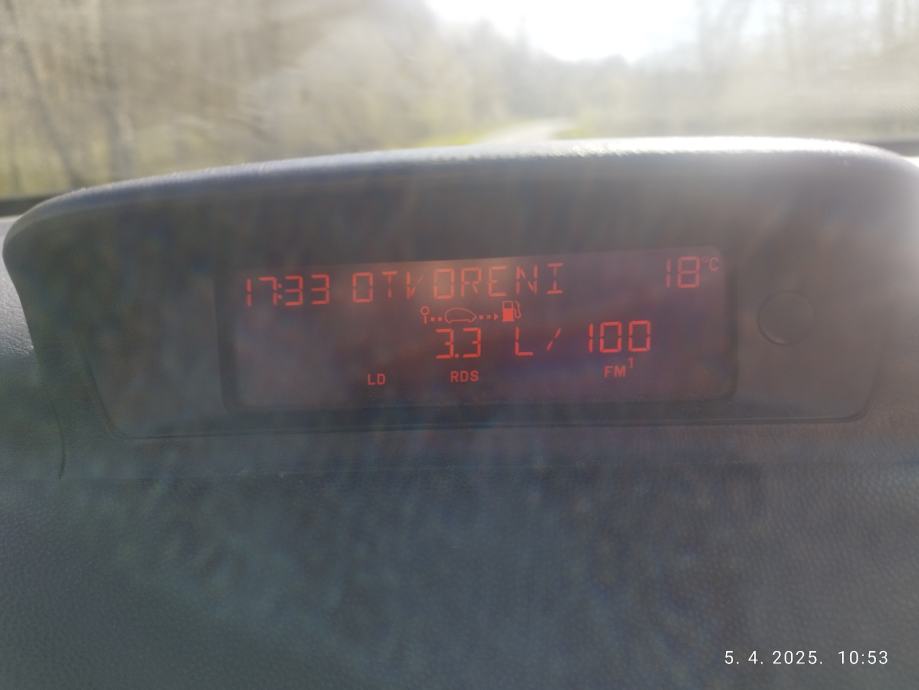 17:33 OTVORENI 18°C
3.3 L/100
LD RDS FM1
5. 4. 2025. 10:53